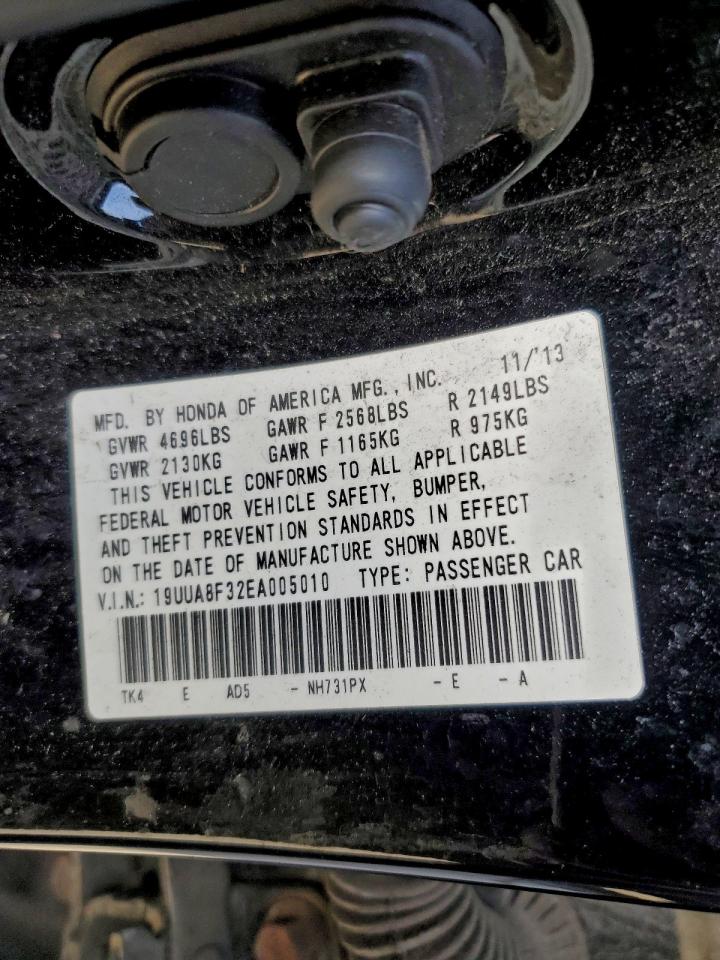 MFD. BY HONDA OF AMERICA MFG., INC. 11/'13
GVWR 4696LBS GAWR F 2568LBS R 2149LBS
GVWR 2130KG GAWR F 1165KG R 975KG
THIS VEHICLE CONFORMS TO ALL APPLICABLE
FEDERAL MOTOR VEHICLE SAFETY, BUMPER,
AND THEFT PREVENTION STANDARDS IN EFFECT
ON THE DATE OF MANUFACTURE SHOWN ABOVE.
V.I.N.: 19UUA8F32EA005010 TYPE: PASSENGER CAR
TK4 E AD5 - NH731PX - E - A